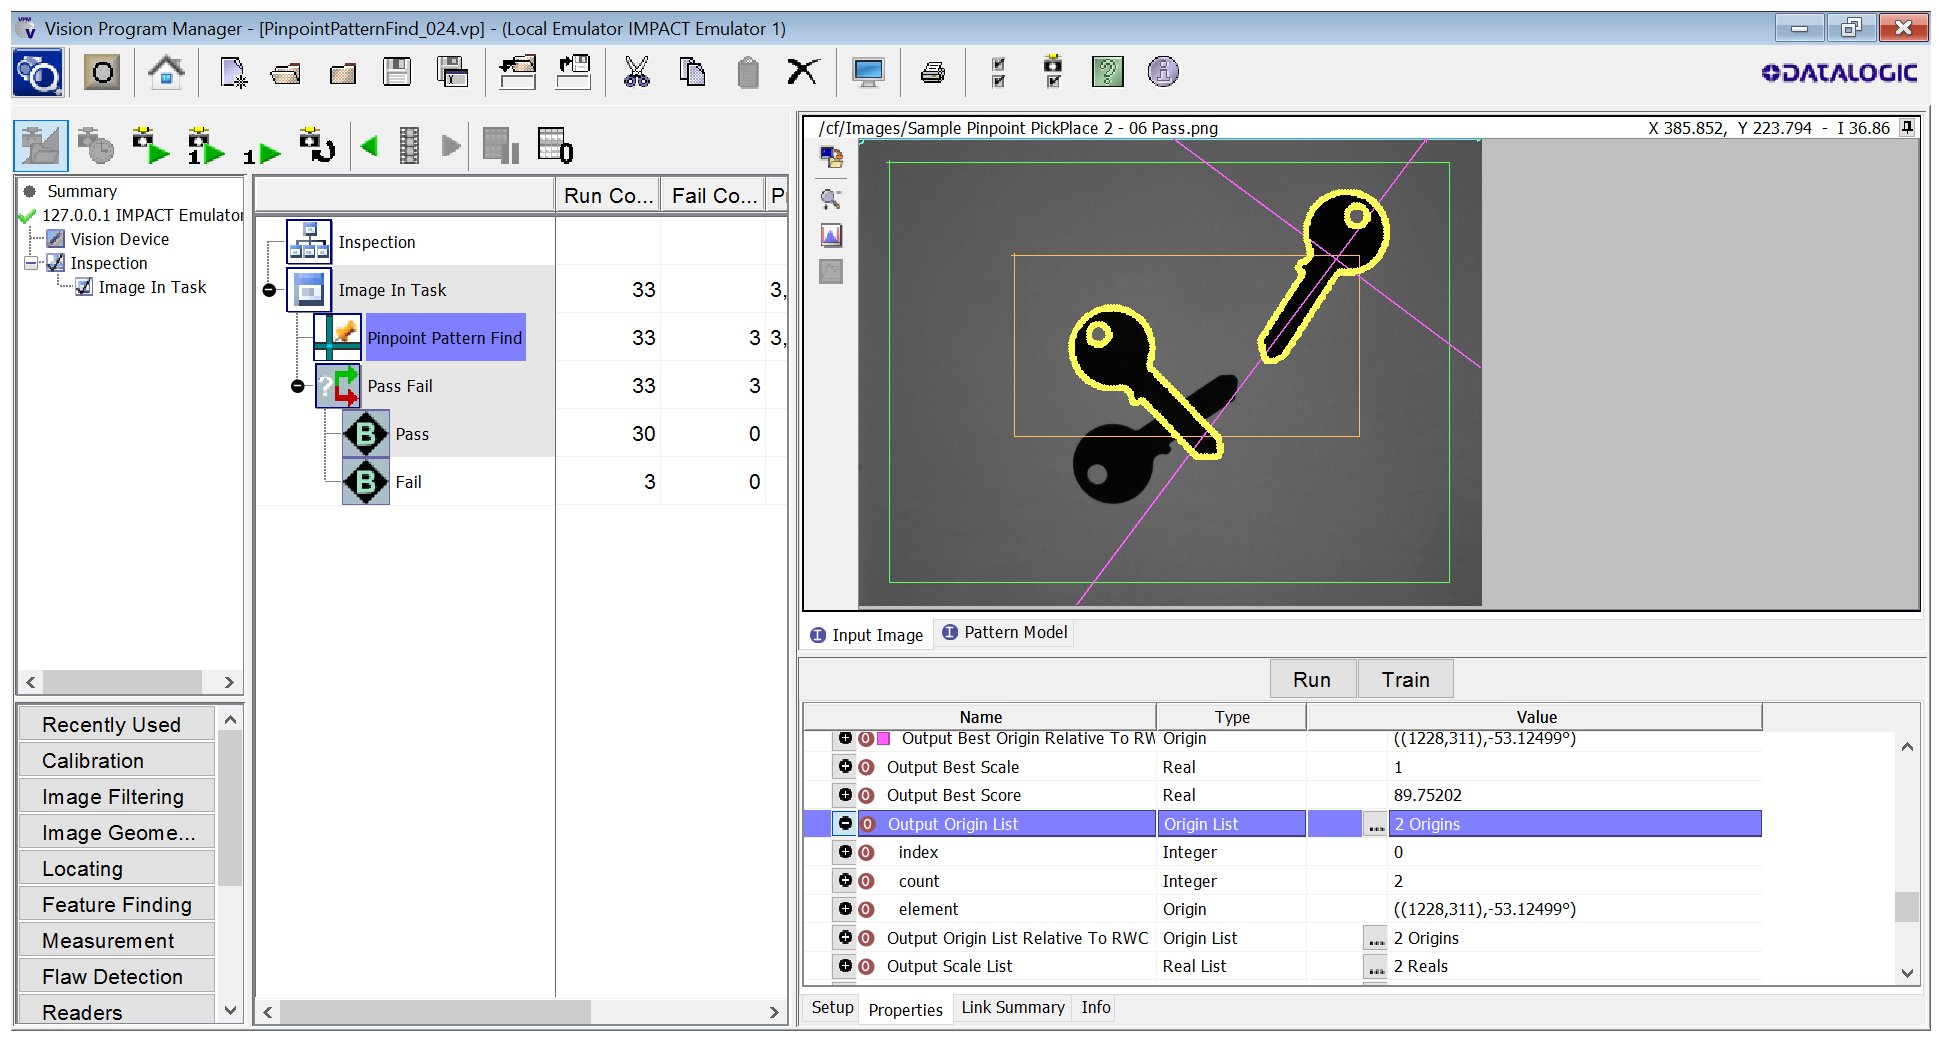 Vision Program Manager - [PinpointPatternFind_024.vp] - (Local Emulator IMPACT Emulator 1)
DATALOGIC
1
1
0
/cf/Images/Sample Pinpoint PickPlace 2 - 06 Pass.png
X 385.852, Y 223.794 - I 36.86
Summary
127.0.0.1 IMPACT Emulator
Vision Device
Inspection
Image In Task
Run Co... Fail Co... P
Inspection
Image In Task 33 3,
Pinpoint Pattern Find 33 3 3,
Pass Fail 33 3
B Pass 30 0
B Fail 3 0
Input Image
Pattern Model
Run
Train
Recently Used
Calibration
Image Filtering
Image Geome...
Locating
Feature Finding
Measurement
Flaw Detection
Readers
Name Type Value
Output Best Origin Relative To RW Origin ((1228,311),-53.12499°)
Output Best Scale Real 1
Output Best Score Real 89.75202
Output Origin List Origin List ... 2 Origins
index Integer 0
count Integer 2
element Origin ((1228,311),-53.12499°)
Output Origin List Relative To RWC Origin List ... 2 Origins
Output Scale List Real List ... 2 Reals
Setup Properties Link Summary Info